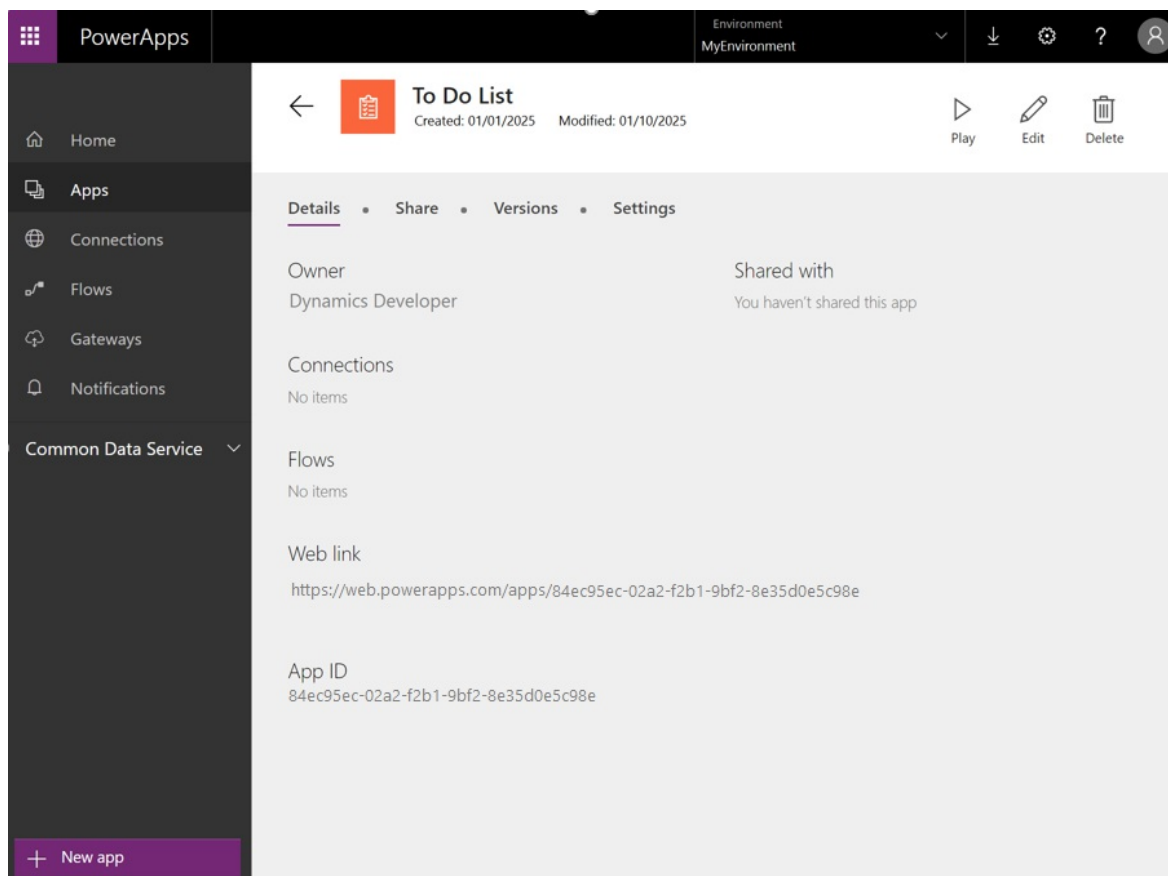 PowerApps
Environment
MyEnvironment
?
Home
Apps
Connections
Flows
Gateways
Notifications
Common Data Service
New app
To Do List
Created: 01/01/2025 Modified: 01/10/2025
Play Edit Delete
Details • Share • Versions • Settings
Owner
Dynamics Developer
Shared with
You haven't shared this app
Connections
No items
Flows
No items
Web link
https://web.powerapps.com/apps/84ec95ec-02a2-f2b1-9bf2-8e35d0e5c98e
App ID
84ec95ec-02a2-f2b1-9bf2-8e35d0e5c98e